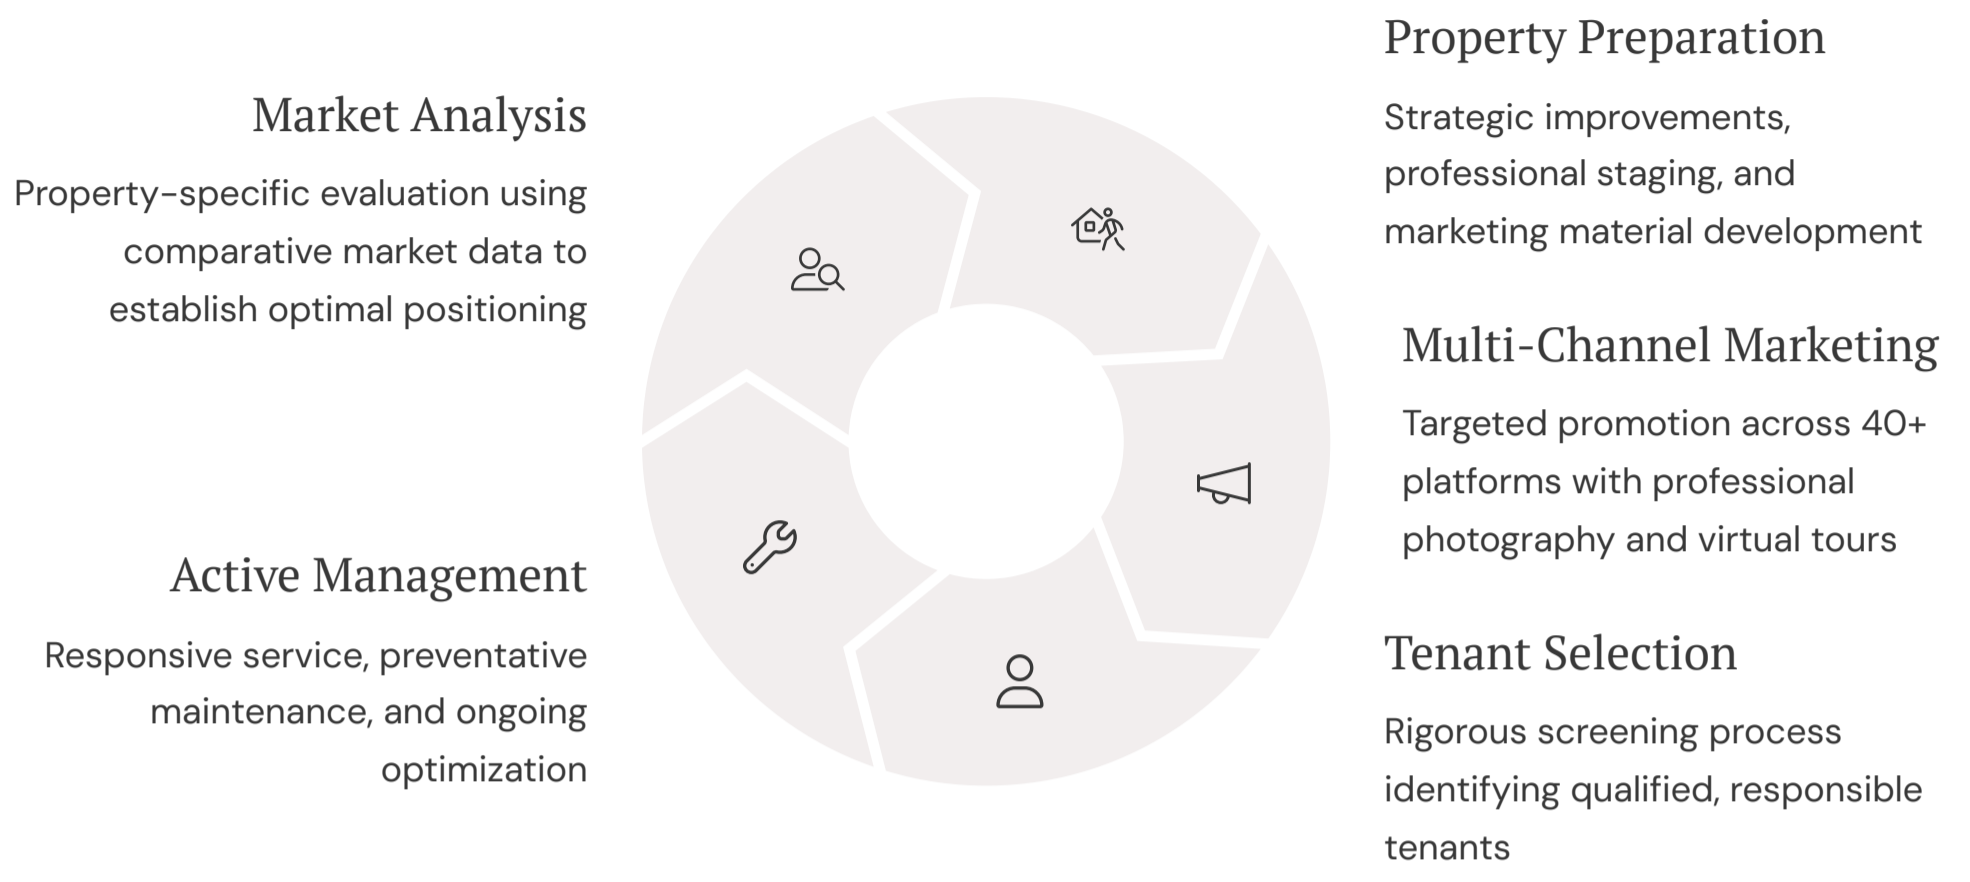 Market Analysis
Property-specific evaluation using
comparative market data to
establish optimal positioning
Property Preparation
Strategic improvements,
professional staging, and
marketing material development
Multi-Channel Marketing
Targeted promotion across 40+
platforms with professional
photography and virtual tours
Tenant Selection
Rigorous screening process
identifying qualified, responsible
tenants
Active Management
Responsive service, preventative
maintenance, and ongoing
optimization